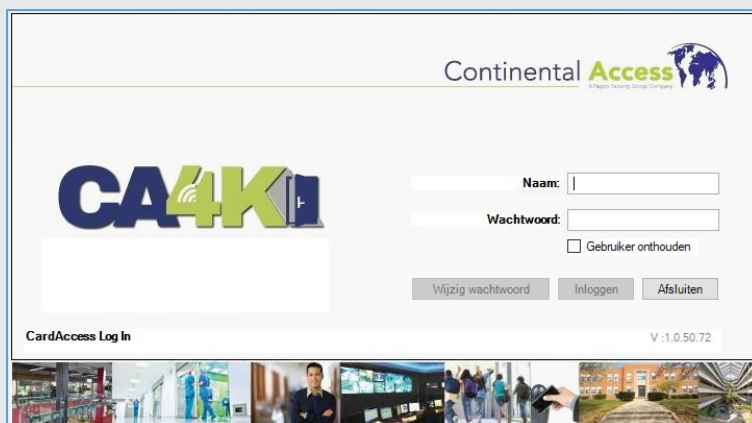 Continental Access
A Napco Security Group Company
CA4K
Naam:
Wachtwoord:
Gebruiker onthouden
Wijzig wachtwoord Inloggen Afsluiten
CardAccess Log In V :1.0.50.72